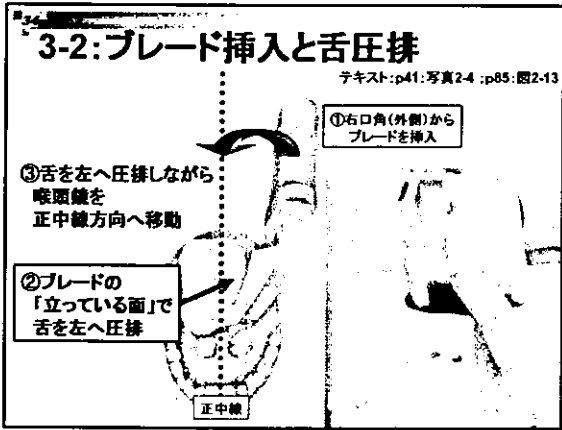 3-2:ブレード挿入と舌圧排
テキスト:p41:写真2-4 ;p85:図2-13
①右口角(外側)から
ブレードを挿入
③舌を左へ圧排しながら
喉頭鏡を
正中線方向へ移動
②ブレードの
「立っている面」で
舌を左へ圧排
正中線